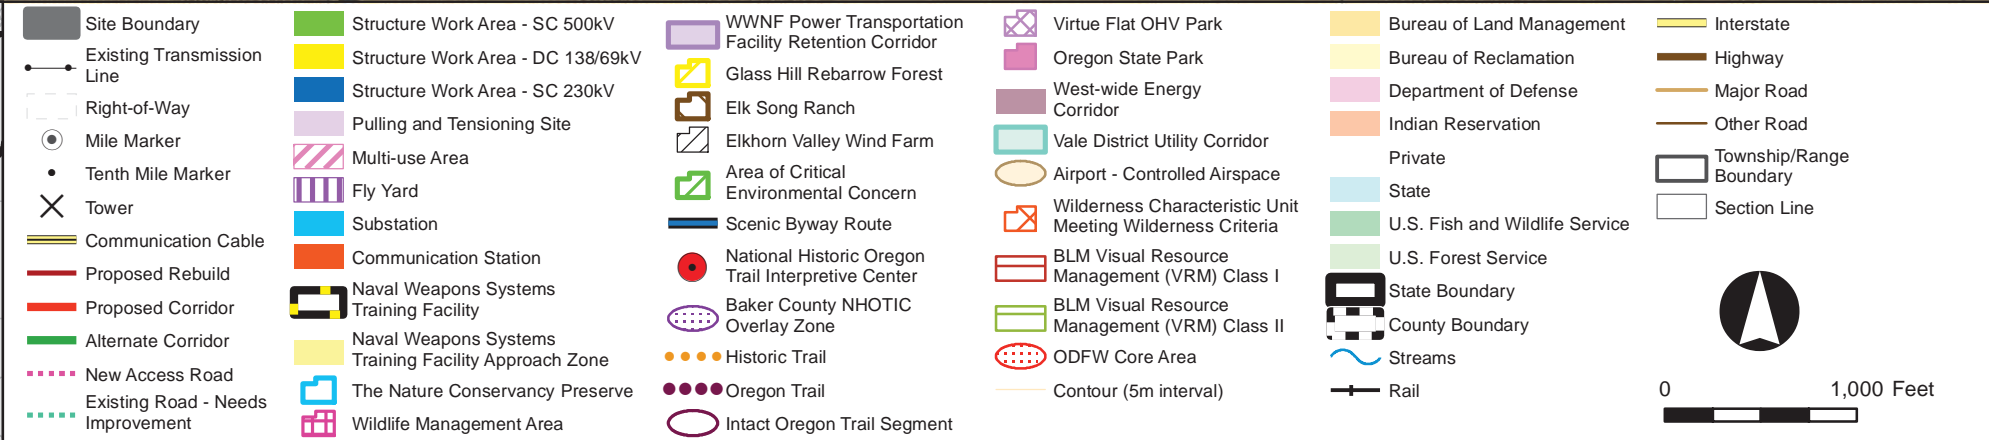 Site Boundary
Existing Transmission
Line
Right-of-Way
Mile Marker
Tenth Mile Marker
Tower
Communication Cable
Proposed Rebuild
Proposed Corridor
Alternate Corridor
New Access Road
Existing Road - Needs
Improvement
Structure Work Area - SC 500kV
Structure Work Area - DC 138/69kV
Structure Work Area - SC 230kV
Pulling and Tensioning Site
Multi-use Area
Fly Yard
Substation
Communication Station
Naval Weapons Systems
Training Facility
Naval Weapons Systems
Training Facility Approach Zone
The Nature Conservancy Preserve
Wildlife Management Area
WWNF Power Transportation
Facility Retention Corridor
Glass Hill Rebarrow Forest
Elk Song Ranch
Elkhorn Valley Wind Farm
Area of Critical
Environmental Concern
Scenic Byway Route
National Historic Oregon
Trail Interpretive Center
Baker County NHOTIC
Overlay Zone
Historic Trail
Oregon Trail
Intact Oregon Trail Segment
Virtue Flat OHV Park
Oregon State Park
West-wide Energy
Corridor
Vale District Utility Corridor
Airport - Controlled Airspace
Wilderness Characteristic Unit
Meeting Wilderness Criteria
BLM Visual Resource
Management (VRM) Class I
BLM Visual Resource
Management (VRM) Class II
ODFW Core Area
Contour (5m interval)
Bureau of Land Management
Bureau of Reclamation
Department of Defense
Indian Reservation
Private
State
U.S. Fish and Wildlife Service
U.S. Forest Service
State Boundary
County Boundary
Streams
Rail
Interstate
Highway
Major Road
Other Road
Township/Range
Boundary
Section Line
0 1,000 Feet